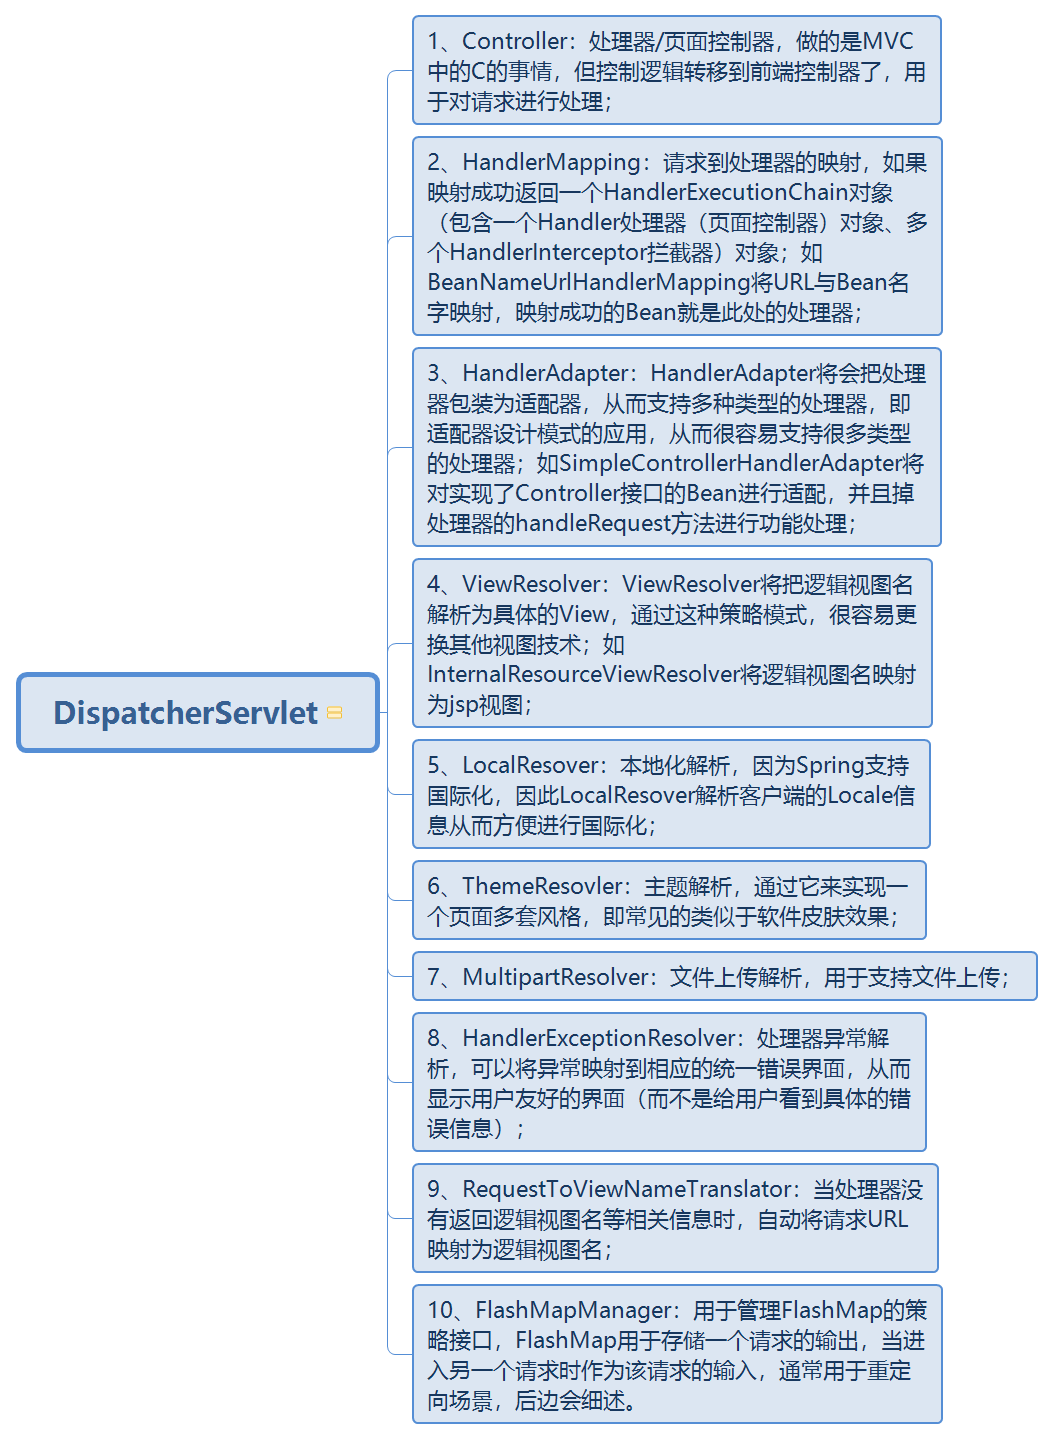 DispatcherServlet
1、Controller：处理器/页面控制器，做的是MVC
中的C的事情，但控制逻辑转移到前端控制器了，用
于对请求进行处理；
2、HandlerMapping：请求到处理器的映射，如果
映射成功返回一个HandlerExecutionChain对象
（包含一个Handler处理器（页面控制器）对象、多
个HandlerInterceptor拦截器）对象；如
BeanNameUrlHandlerMapping将URL与Bean名
字映射，映射成功的Bean就是此处的处理器；
3、HandlerAdapter：HandlerAdapter将会把处理
器包装为适配器，从而支持多种类型的处理器，即
适配器设计模式的应用，从而很容易支持很多类型
的处理器；如SimpleControllerHandlerAdapter将
对实现了Controller接口的Bean进行适配，并且掉
处理器的handleRequest方法进行功能处理；
4、ViewResolver：ViewResolver将把逻辑视图名
解析为具体的View，通过这种策略模式，很容易更
换其他视图技术；如
InternalResourceViewResolver将逻辑视图名映射
为jsp视图；
5、LocalResover：本地化解析，因为Spring支持
国际化，因此LocalResover解析客户端的Locale信
息从而方便进行国际化；
6、ThemeResovler：主题解析，通过它来实现一
个页面多套风格，即常见的类似于软件皮肤效果；
7、MultipartResolver：文件上传解析，用于支持文件上传；
8、HandlerExceptionResolver：处理器异常解
析，可以将异常映射到相应的统一错误界面，从而
显示用户友好的界面（而不是给用户看到具体的错
误信息）；
9、RequestToViewNameTranslator：当处理器没
有返回逻辑视图名等相关信息时，自动将请求URL
映射为逻辑视图名；
10、FlashMapManager：用于管理FlashMap的策
略接口，FlashMap用于存储一个请求的输出，当进
入另一个请求时作为该请求的输入，通常用于重定
向场景，后边会细述。